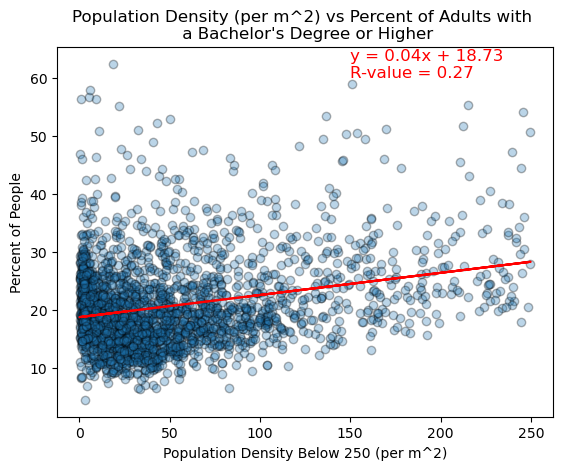 Population Density (per m^2) vs Percent of Adults with
a Bachelor's Degree or Higher
y = 0.04x + 18.73
R-value = 0.27
Percent of People
60
50
40
30
20
10
0 50 100 150 200 250
Population Density Below 250 (per m^2)